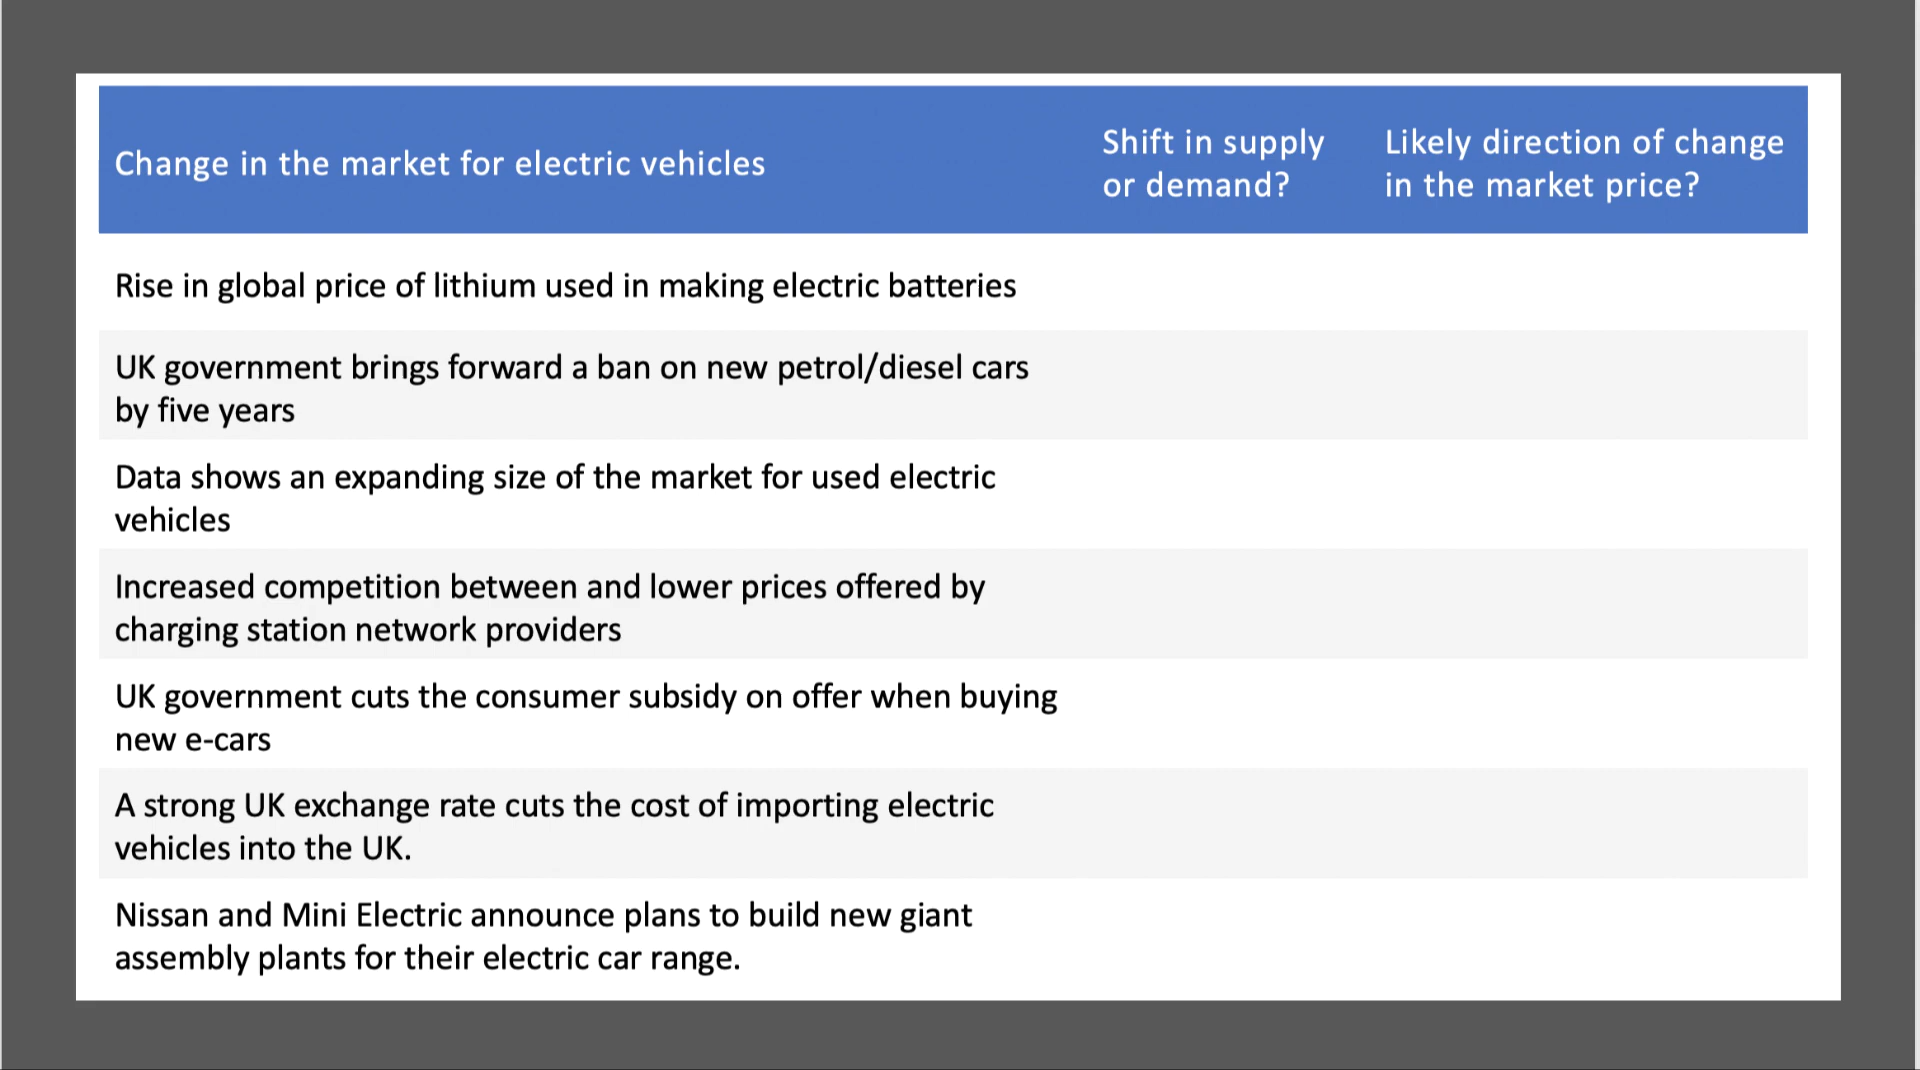 Change in the market for electric vehicles
Shift in supply
or demand?
Likely direction of change
in the market price?
Rise in global price of lithium used in making electric batteries
UK government brings forward a ban on new petrol/diesel cars
by five years
Data shows an expanding size of the market for used electric
vehicles
Increased competition between and lower prices offered by
charging station network providers
UK government cuts the consumer subsidy on offer when buying
new e-cars
A strong UK exchange rate cuts the cost of importing electric
vehicles into the UK.
Nissan and Mini Electric announce plans to build new giant
assembly plants for their electric car range.